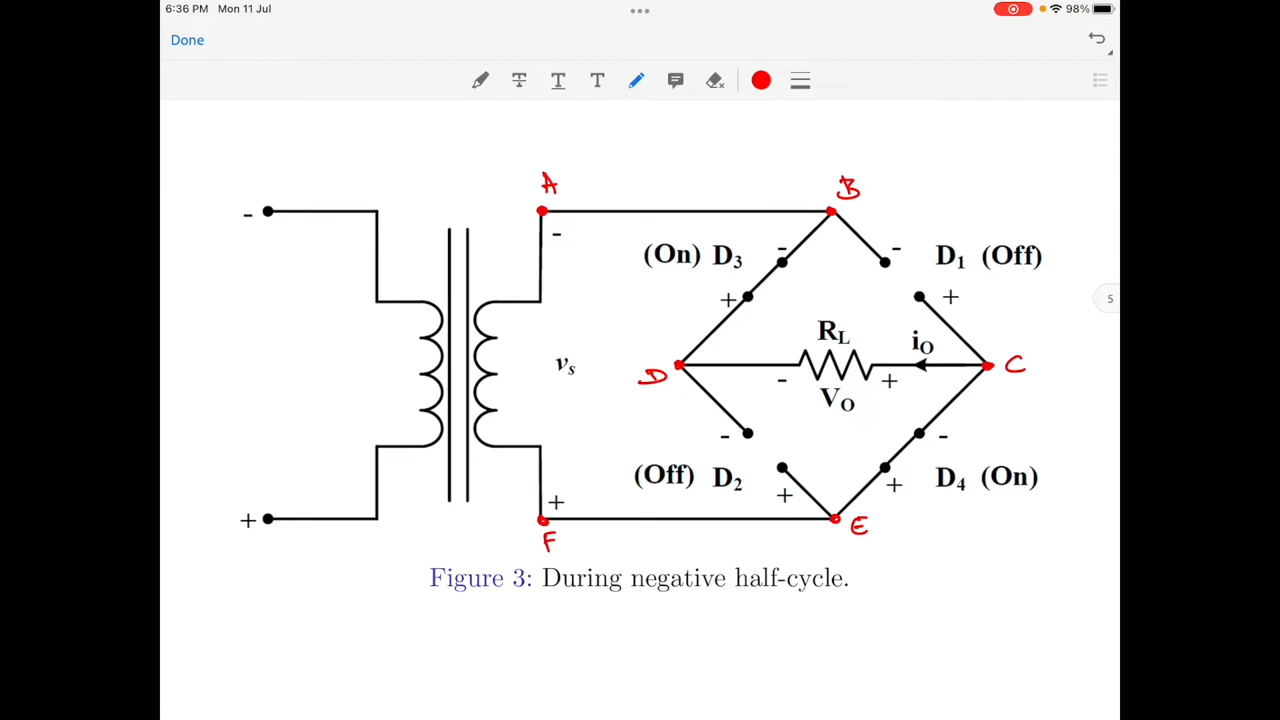 6:36 PM Mon 11 Jul
98%
Done
T T T
5
A
B
-
-
(On) D3
-
-
D1 (Off)
+
+
RL
iO
vs
D
C
-
+
VO
-
-
(Off) D2
D4 (On)
+
+
+
+
F
E
Figure 3: During negative half-cycle.